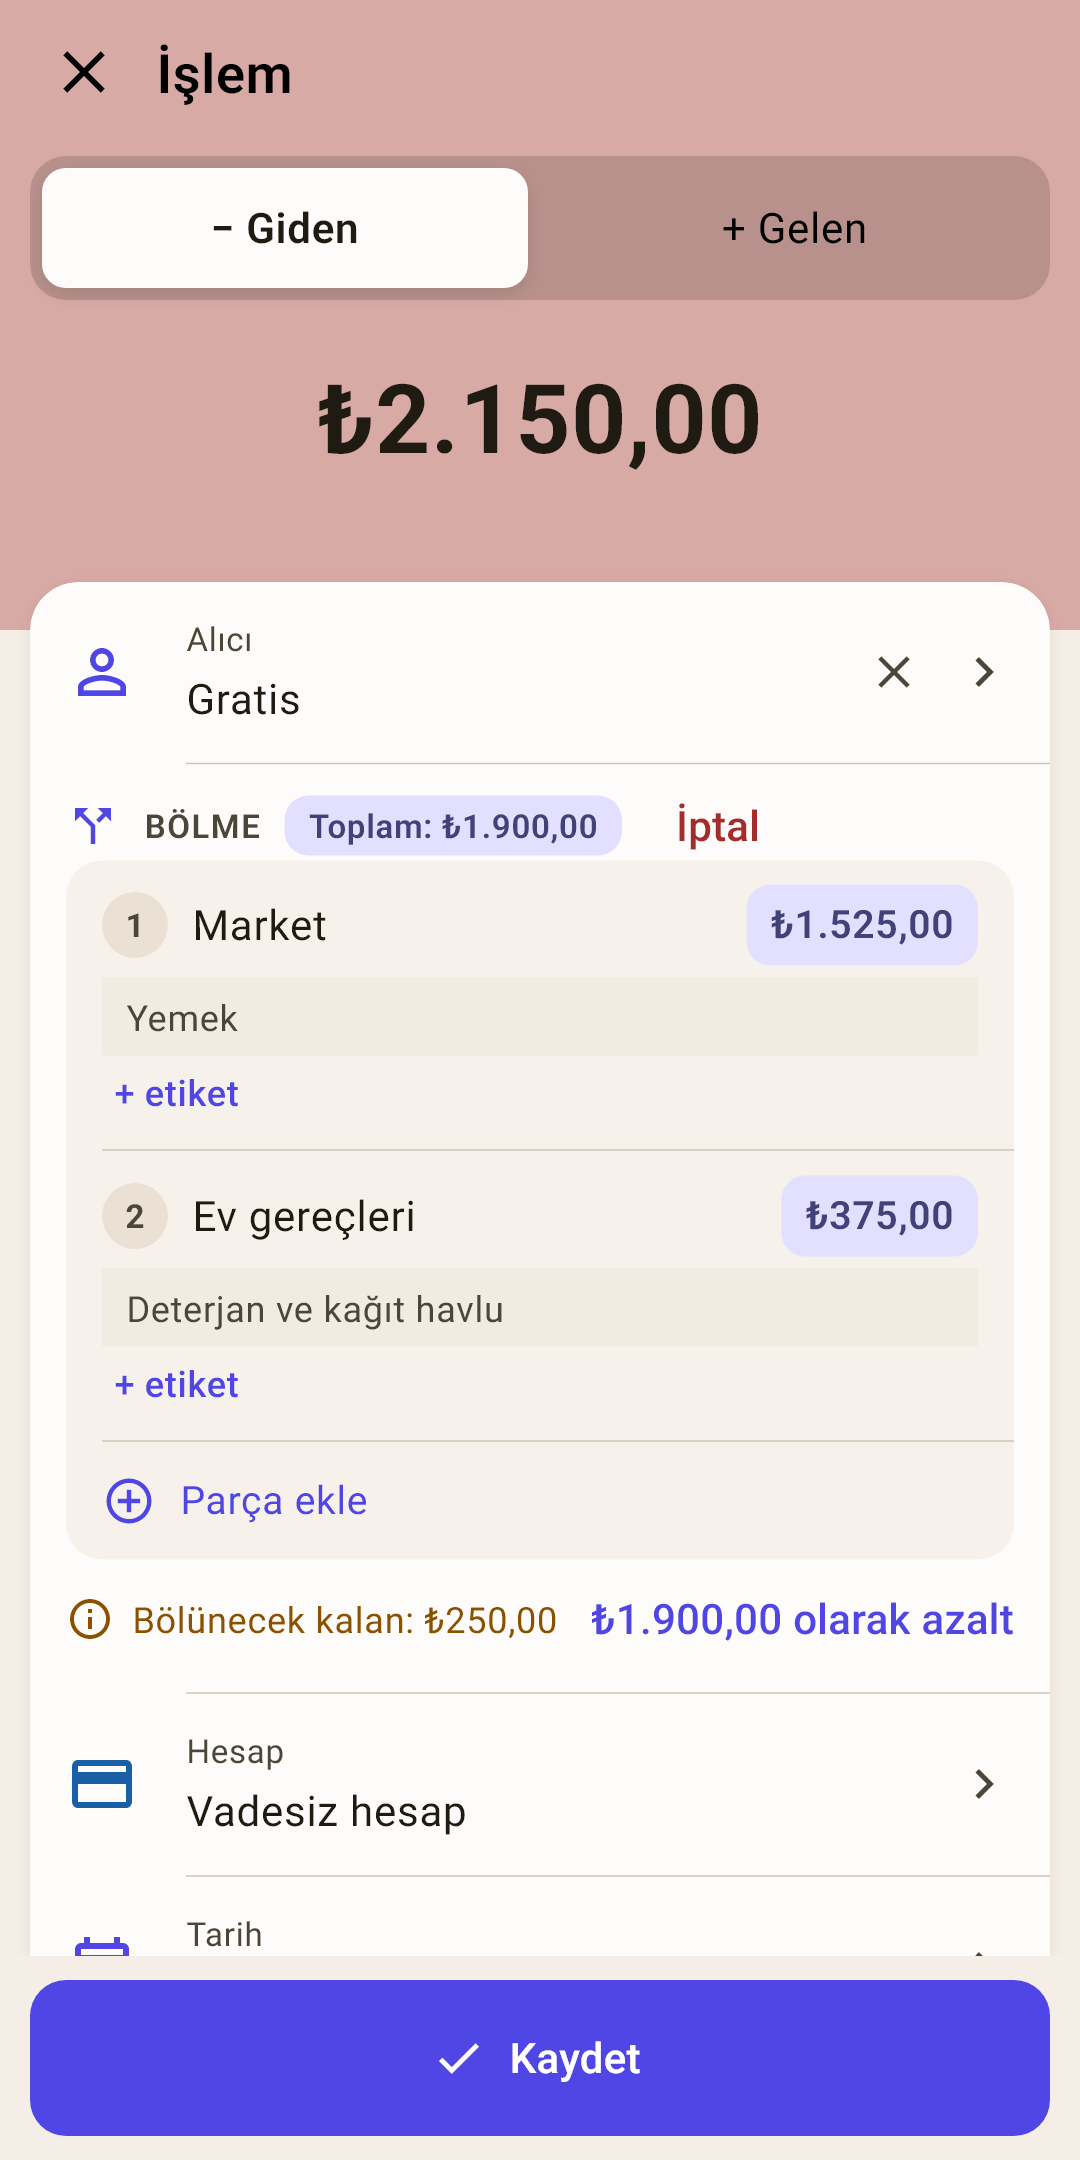 İşlem
− Giden
+ Gelen
₺2.150,00
Alıcı
Gratis
BÖLME
Toplam: ₺1.900,00
İptal
1
Market
₺1.525,00
Yemek
+ etiket
2
Ev gereçleri
₺375,00
Deterjan ve kağıt havlu
+ etiket
Parça ekle
Bölünecek kalan: ₺250,00
₺1.900,00 olarak azalt
Hesap
Vadesiz hesap
Tarih
Kaydet